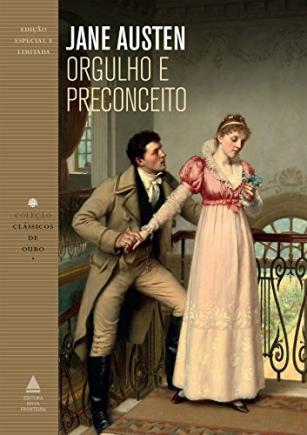 EDIÇÃO
ESPECIAL E
LIMITADA
JANE AUSTEN
ORGULHO E
PRECONCEITO
COLEÇÃO
CLÁSSICOS
DE
OURO
EDITORA
NOVA
FRONTEIRA